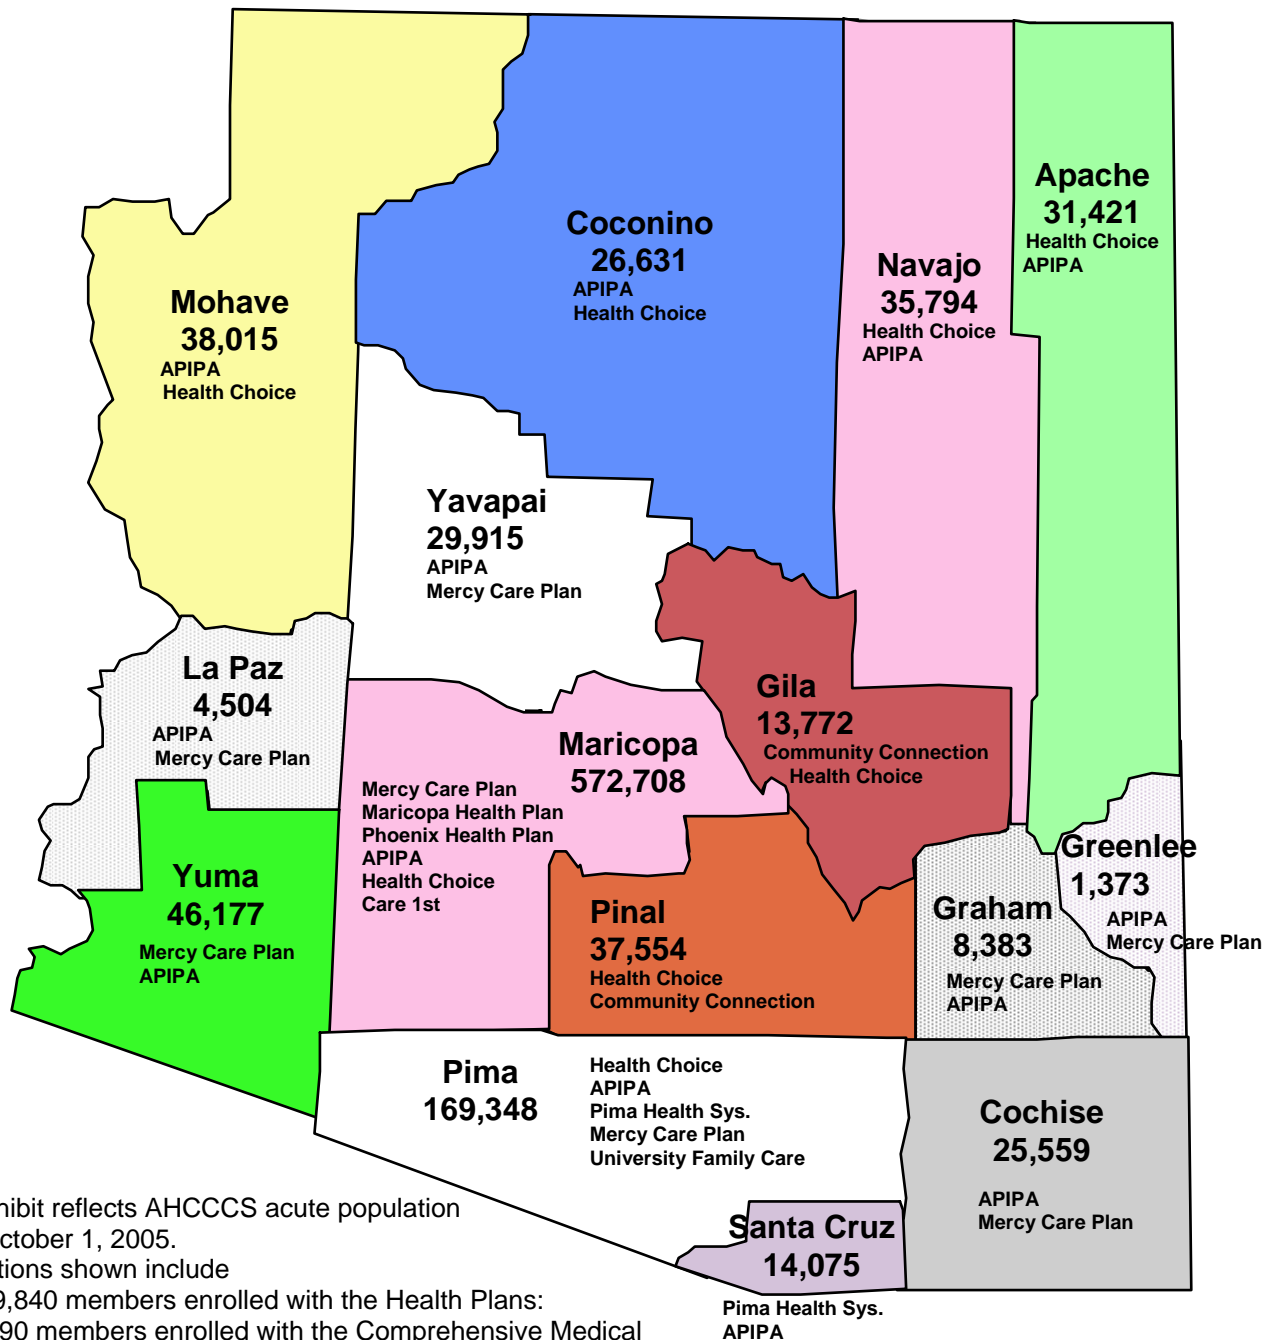 Apache
31,421
Health Choice
APIPA
Coconino
26,631
APIPA
Health Choice
Navajo
35,794
Health Choice
APIPA
Mohave
38,015
APIPA
Health Choice
Yavapai
29,915
APIPA
Mercy Care Plan
La Paz
4,504
APIPA
Mercy Care Plan
Gila
13,772
Community Connection
Health Choice
Maricopa
572,708
Mercy Care Plan
Maricopa Health Plan
Phoenix Health Plan
APIPA
Health Choice
Care 1st
Yuma
46,177
Mercy Care Plan
APIPA
Pinal
37,554
Health Choice
Community Connection
Graham
8,383
Mercy Care Plan
APIPA
Greenlee
1,373
APIPA
Mercy Care Plan
Pima
169,348
Health Choice
APIPA
Pima Health Sys.
Mercy Care Plan
University Family Care
Cochise
25,559
APIPA
Mercy Care Plan
Santa Cruz
14,075
Pima Health Sys.
APIPA
reflects AHCCCS acute population
1, 2005.
shown include
members enrolled with the Health Plans:
members enrolled with the Comprehensive Medical